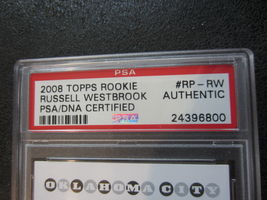 PSA
2008 TOPPS ROOKIE #RP-RW
RUSSELL WESTBROOK AUTHENTIC
PSA/DNA CERTIFIED
24396800
OKLAHOMA CITY